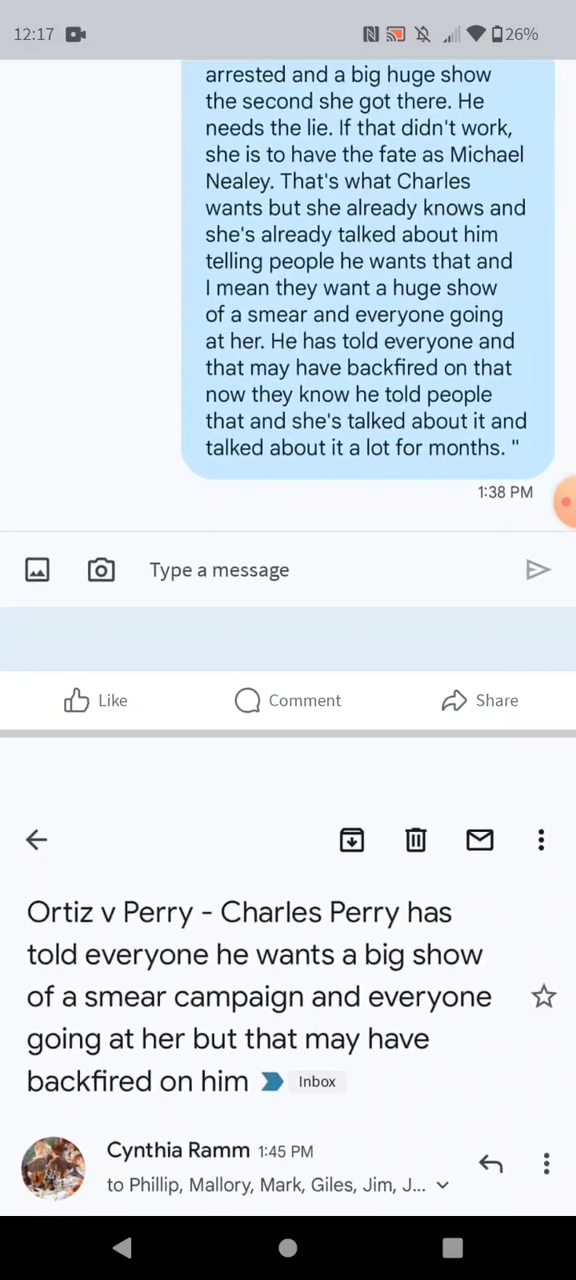 12:17
26%
arrested and a big huge show
the second she got there. He
needs the lie. If that didn't work,
she is to have the fate as Michael
Nealey. That's what Charles
wants but she already knows and
she's already talked about him
telling people he wants that and
I mean they want a huge show
of a smear and everyone going
at her. He has told everyone and
that may have backfired on that
now they know he told people
that and she's talked about it and
talked about it a lot for months. "
1:38 PM
Type a message
Like Comment Share
Ortiz v Perry - Charles Perry has
told everyone he wants a big show
of a smear campaign and everyone
going at her but that may have
backfired on him Inbox
Cynthia Ramm 1:45 PM
to Phillip, Mallory, Mark, Giles, Jim, J...